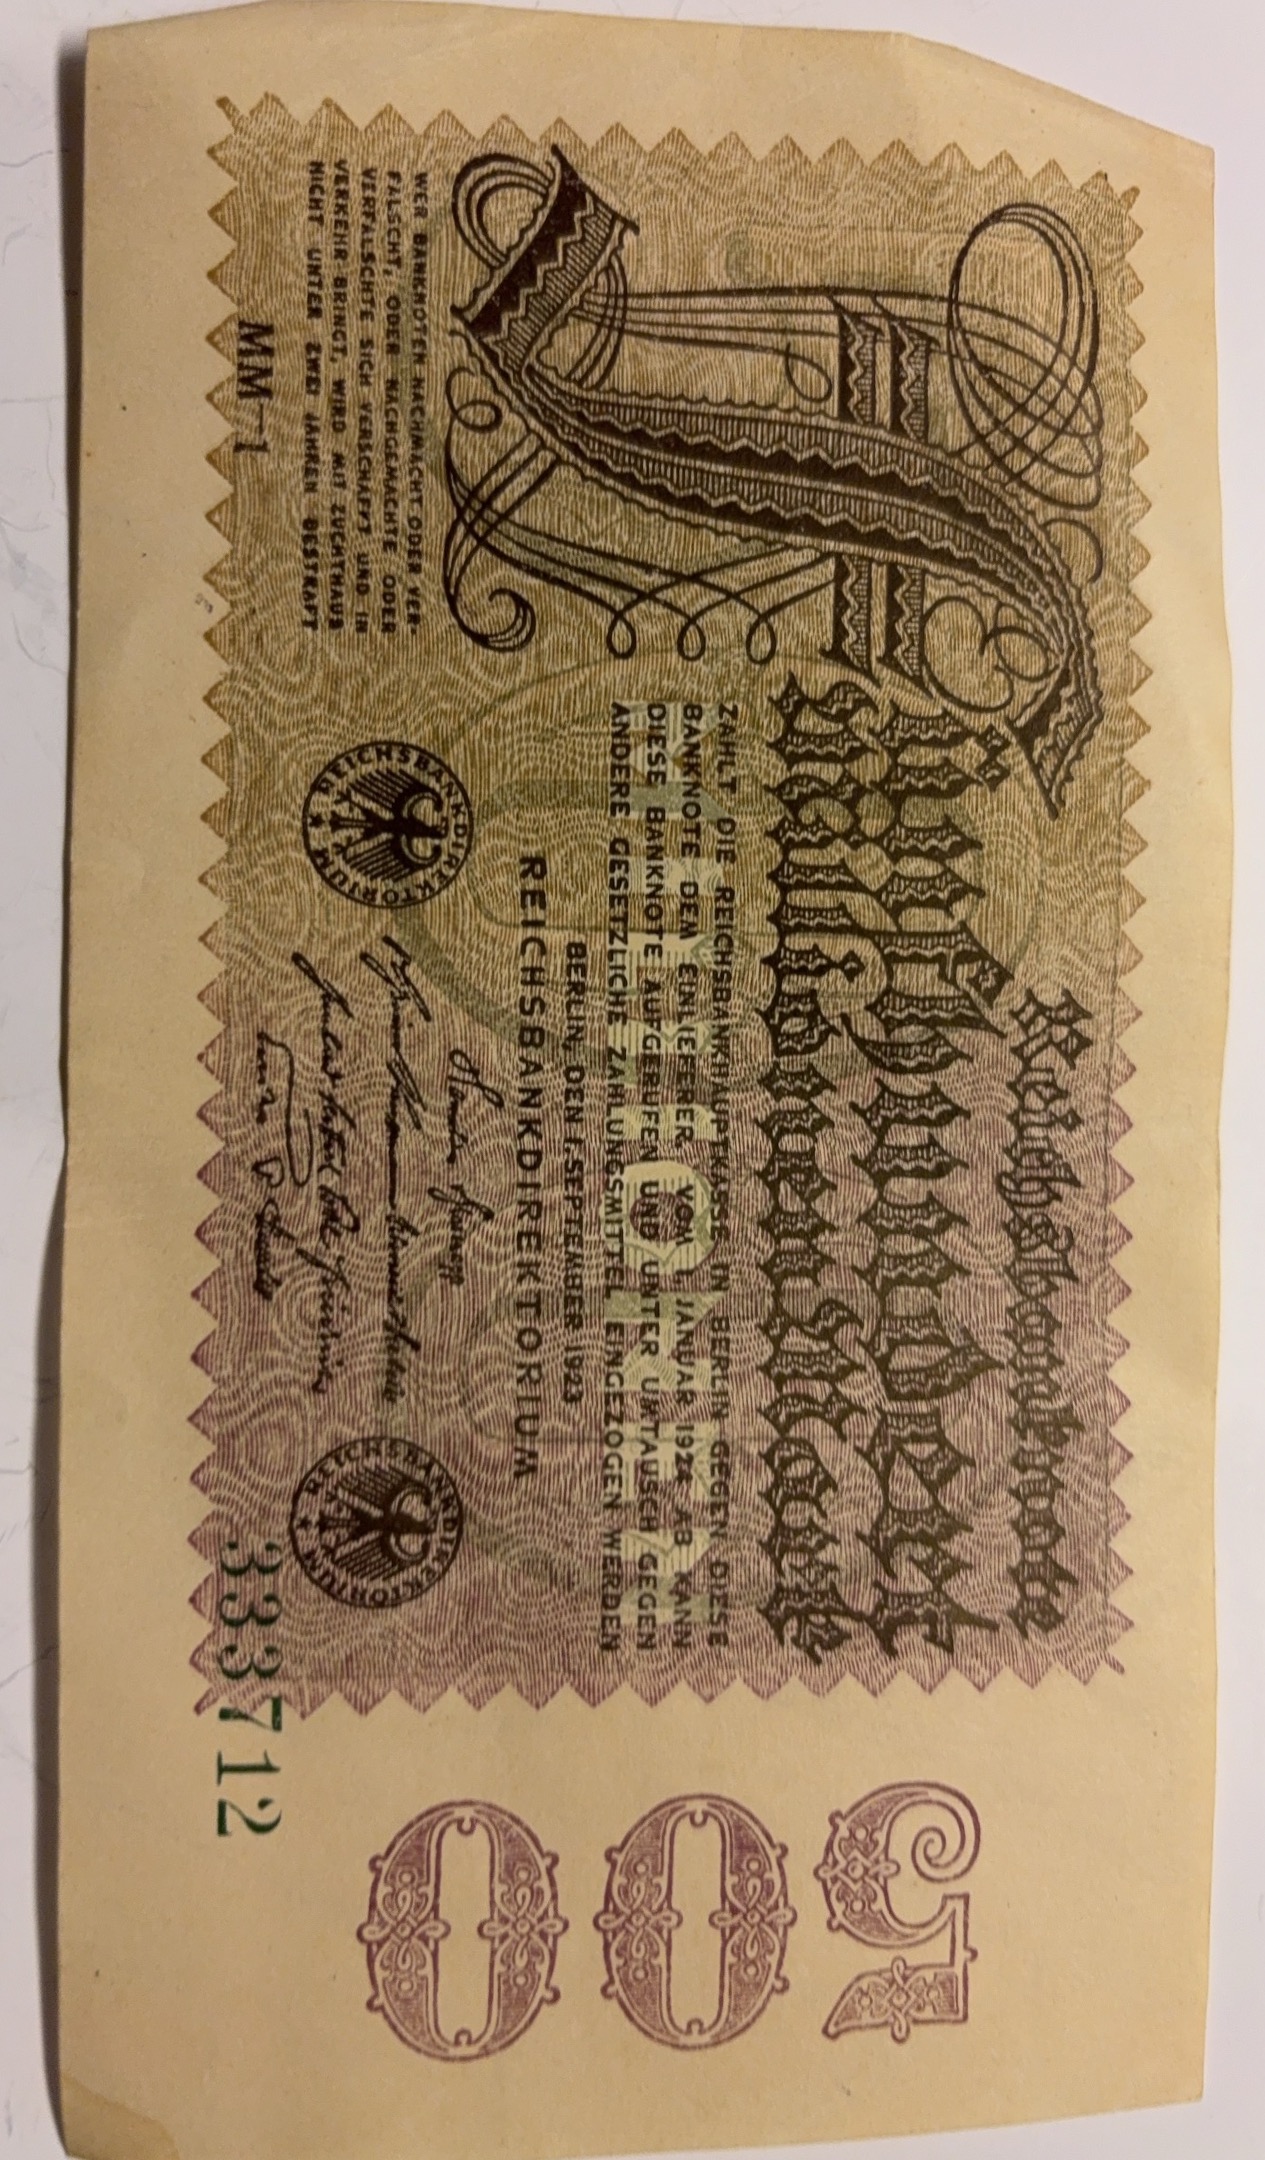 Reichsbanknote
Fünfhundert
Millionen Mark
ZAHLT DIE REICHSBANKHAUPTKASSE IN BERLIN GEGEN DIESE
BANKNOTE DEM EINLIEFERER. VOM 1. JANUAR 1924 AB KANN
DIESE BANKNOTE AUFGERUFEN UND UNTER UMTAUSCH GEGEN
ANDERE GESETZLICHE ZAHLUNGSMITTEL EINGEZOGEN WERDEN
BERLIN, DEN 1. SEPTEMBER 1923
REICHSBANKDIREKTORIUM
WER BANKNOTEN NACHMACHT ODER VER-
FÄLSCHT, ODER NACHGEMACHTE ODER
VERFÄLSCHTE SICH VERSCHAFFT UND IN
VERKEHR BRINGT, WIRD MIT ZUCHTHAUS
NICHT UNTER ZWEI JAHREN BESTRAFT
REICHSBANKDIREKTORIUM
REICHSBANKDIREKTORIUM
MM-1
333712
500
MILLIONEN